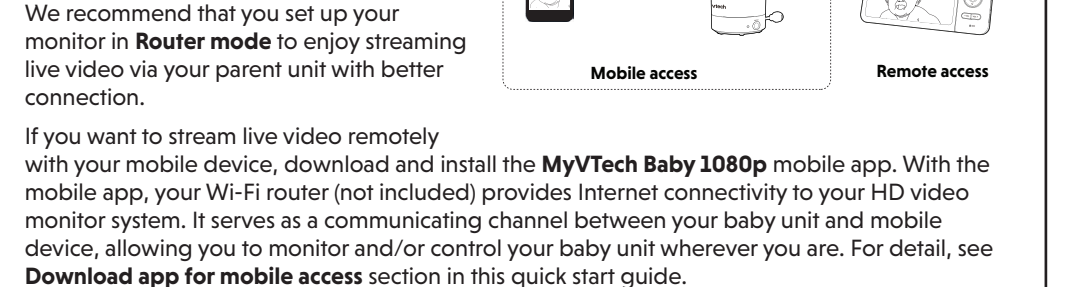 We recommend that you set up your
monitor in Router mode to enjoy streaming
live video via your parent unit with better
connection.
vtech
Mobile access
Remote access
If you want to stream live video remotely
with your mobile device, download and install the MyVTech Baby 1080p mobile app. With the
mobile app, your Wi-Fi router (not included) provides Internet connectivity to your HD video
monitor system. It serves as a communicating channel between your baby unit and mobile
device, allowing you to monitor and/or control your baby unit wherever you are. For detail, see
Download app for mobile access section in this quick start guide.